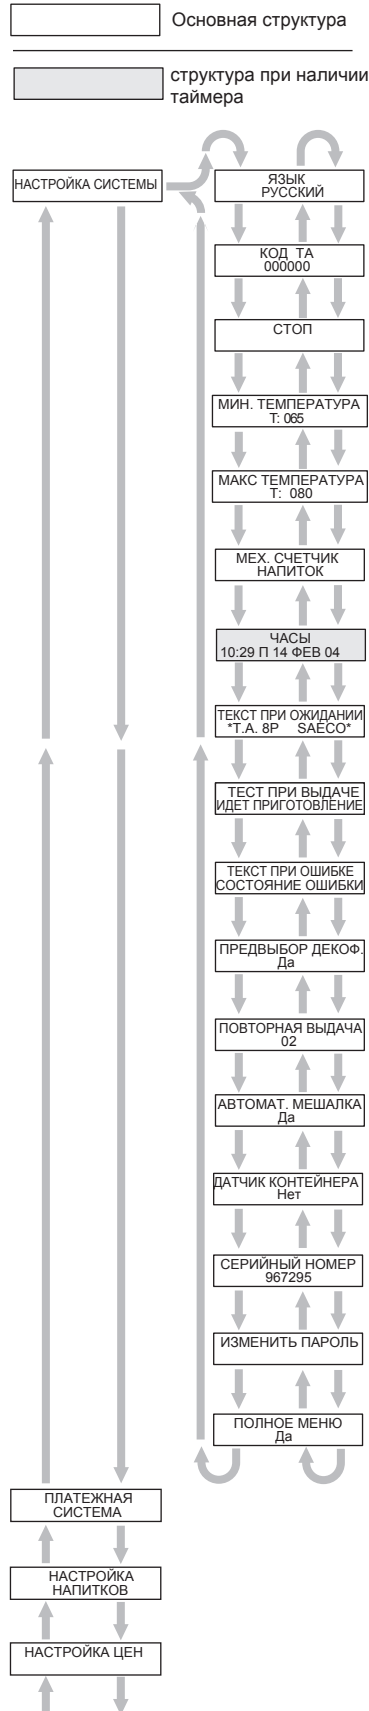 Основная структура
структура при наличии
таймера
НАСТРОЙКА СИСТЕМЫ
ЯЗЫК
РУССКИЙ
КОД ТА
000000
СТОП
МИН. ТЕМПЕРАТУРА
Т: 065
МАКС ТЕМПЕРАТУРА
Т: 080
МЕХ. СЧЕТЧИК
НАПИТОК
ЧАСЫ
10:29 П 14 ФЕВ 04
ТЕКСТ ПРИ ОЖИДАНИИ
*Т.А. 8Р SAECO*
ТЕСТ ПРИ ВЫДАЧЕ
ИДЕТ ПРИГОТОВЛЕНИЕ
ТЕКСТ ПРИ ОШИБКЕ
СОСТОЯНИЕ ОШИБКИ
ПРЕДВЫБОР ДЕКОФ.
Да
ПОВТОРНАЯ ВЫДАЧА
02
АВТОМАТ. МЕШАЛКА
Да
ДАТЧИК КОНТЕЙНЕРА
Нет
СЕРИЙНЫЙ НОМЕР
967295
ИЗМЕНИТЬ ПАРОЛЬ
ПОЛНОЕ МЕНЮ
Да
ПЛАТЕЖНАЯ
СИСТЕМА
НАСТРОЙКА
НАПИТКОВ
НАСТРОЙКА ЦЕН